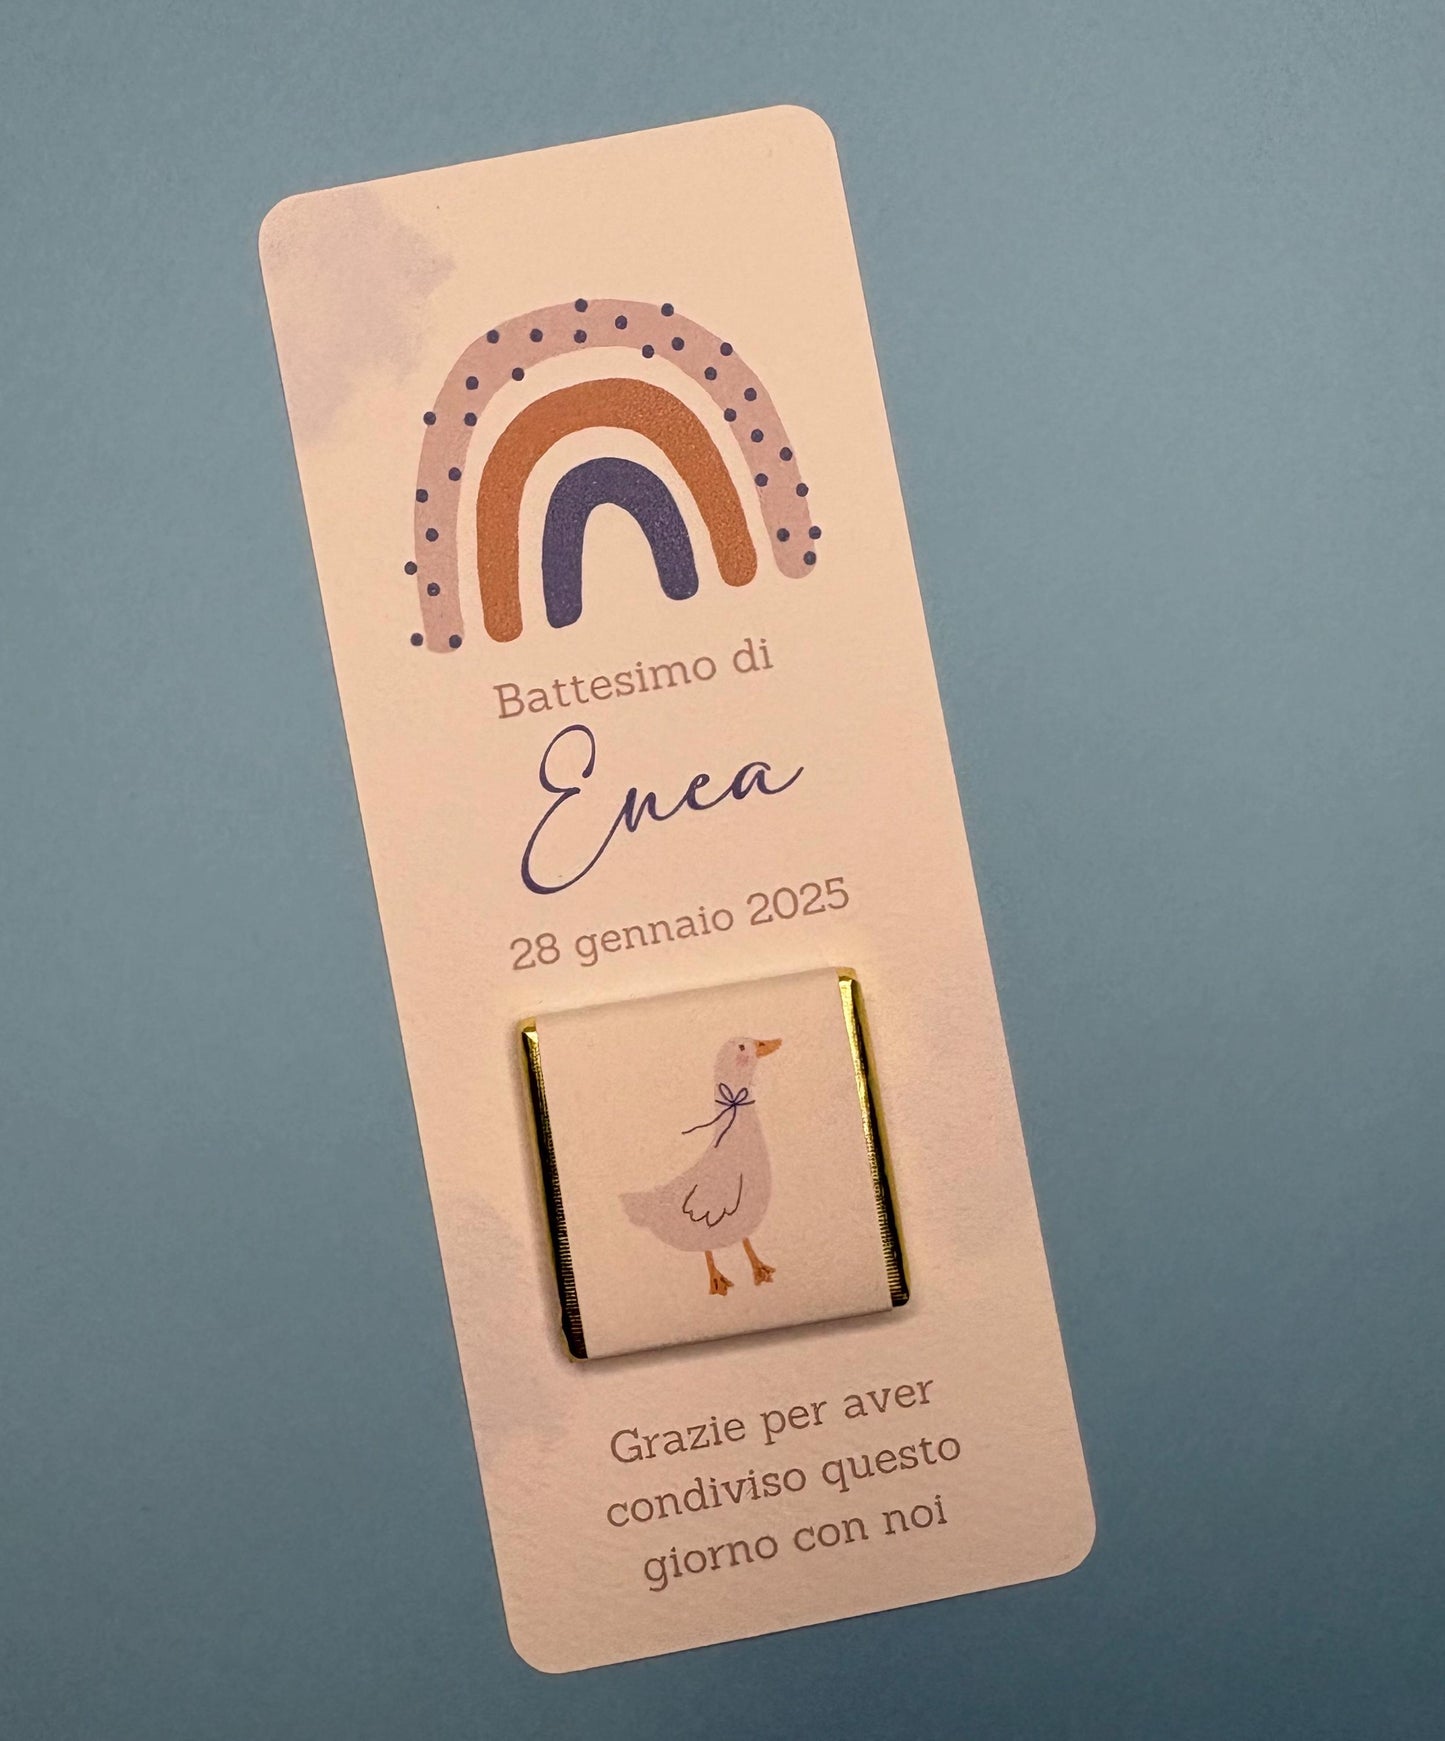 Battesimo di
Enea
28 gennaio 2025
Grazie per aver
condiviso questo
giorno con noi